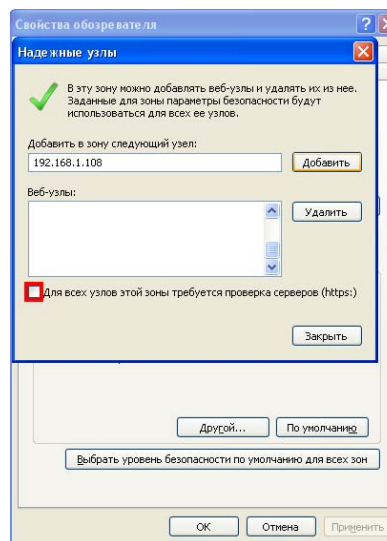 Свойства обозревателя
Надежные узлы
В эту зону можно добавлять веб-узлы и удалять их из нее.
Заданные для зоны параметры безопасности будут
использоваться для всех ее узлов.
Добавить в зону следующий узел:
192.168.1.108
Добавить
Веб-узлы:
Удалить
Для всех узлов этой зоны требуется проверка серверов (https:)
Закрыть
Другой...
По умолчанию
Выбрать уровень безопасности по умолчанию для всех зон
ОК
Отмена
Применить